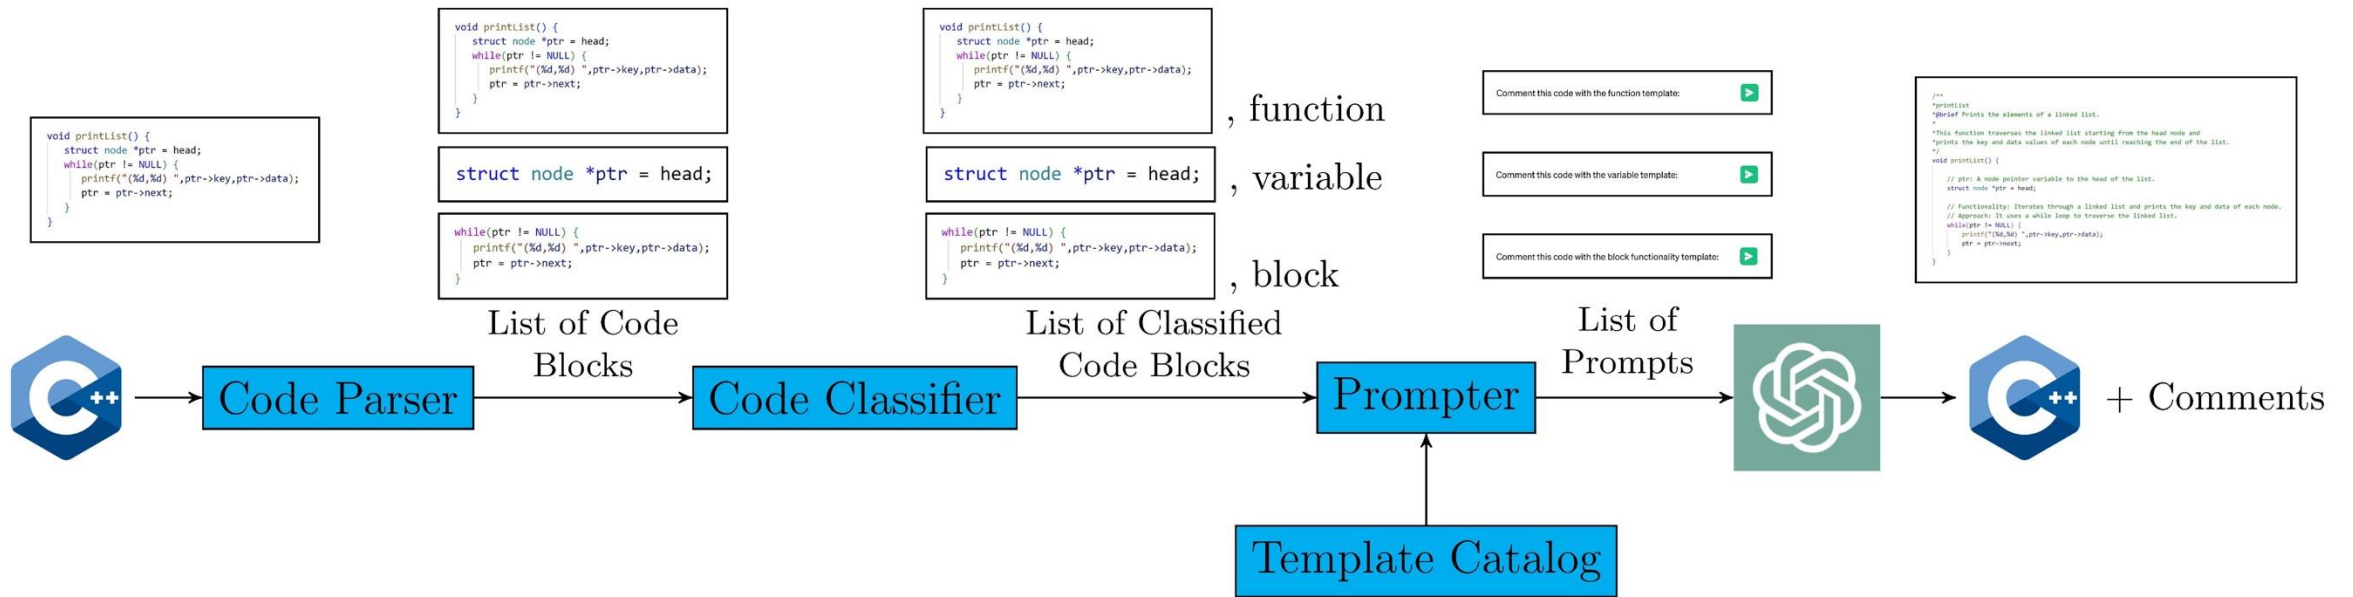 void printList() {
struct node *ptr = head;
while(ptr != NULL) {
printf("(%d,%d) ",ptr->key,ptr->data);
ptr = ptr->next;
}
}
void printList() {
struct node *ptr = head;
while(ptr != NULL) {
printf("(%d,%d) ",ptr->key,ptr->data);
ptr = ptr->next;
}
}
struct node *ptr = head;
while(ptr != NULL) {
printf("(%d,%d) ",ptr->key,ptr->data);
ptr = ptr->next;
}
List of Code
Blocks
void printList() {
struct node *ptr = head;
while(ptr != NULL) {
printf("(%d,%d) ",ptr->key,ptr->data);
ptr = ptr->next;
}
}
, function
struct node *ptr = head;
, variable
while(ptr != NULL) {
printf("(%d,%d) ",ptr->key,ptr->data);
ptr = ptr->next;
}
, block
List of Classified
Code Blocks
Comment this code with the function template:
Comment this code with the variable template:
Comment this code with the block functionality template:
List of
Prompts
/**
*printList
*@brief Prints the elements of a linked list.
*
*This function traverses the linked list starting from the head node and
*prints the key and data values of each node until reaching the end of the list.
*/
void printList() {
// ptr: A node pointer variable to the head of the list.
struct node *ptr = head;
// Functionality: Iterates through a linked list and prints the key and data of each node.
// Approach: It uses a while loop to traverse the linked list.
while(ptr != NULL) {
printf("(%d,%d) ",ptr->key,ptr->data);
ptr = ptr->next;
}
}
C++
Code Parser
Code Classifier
Prompter
C++
+ Comments
Template Catalog